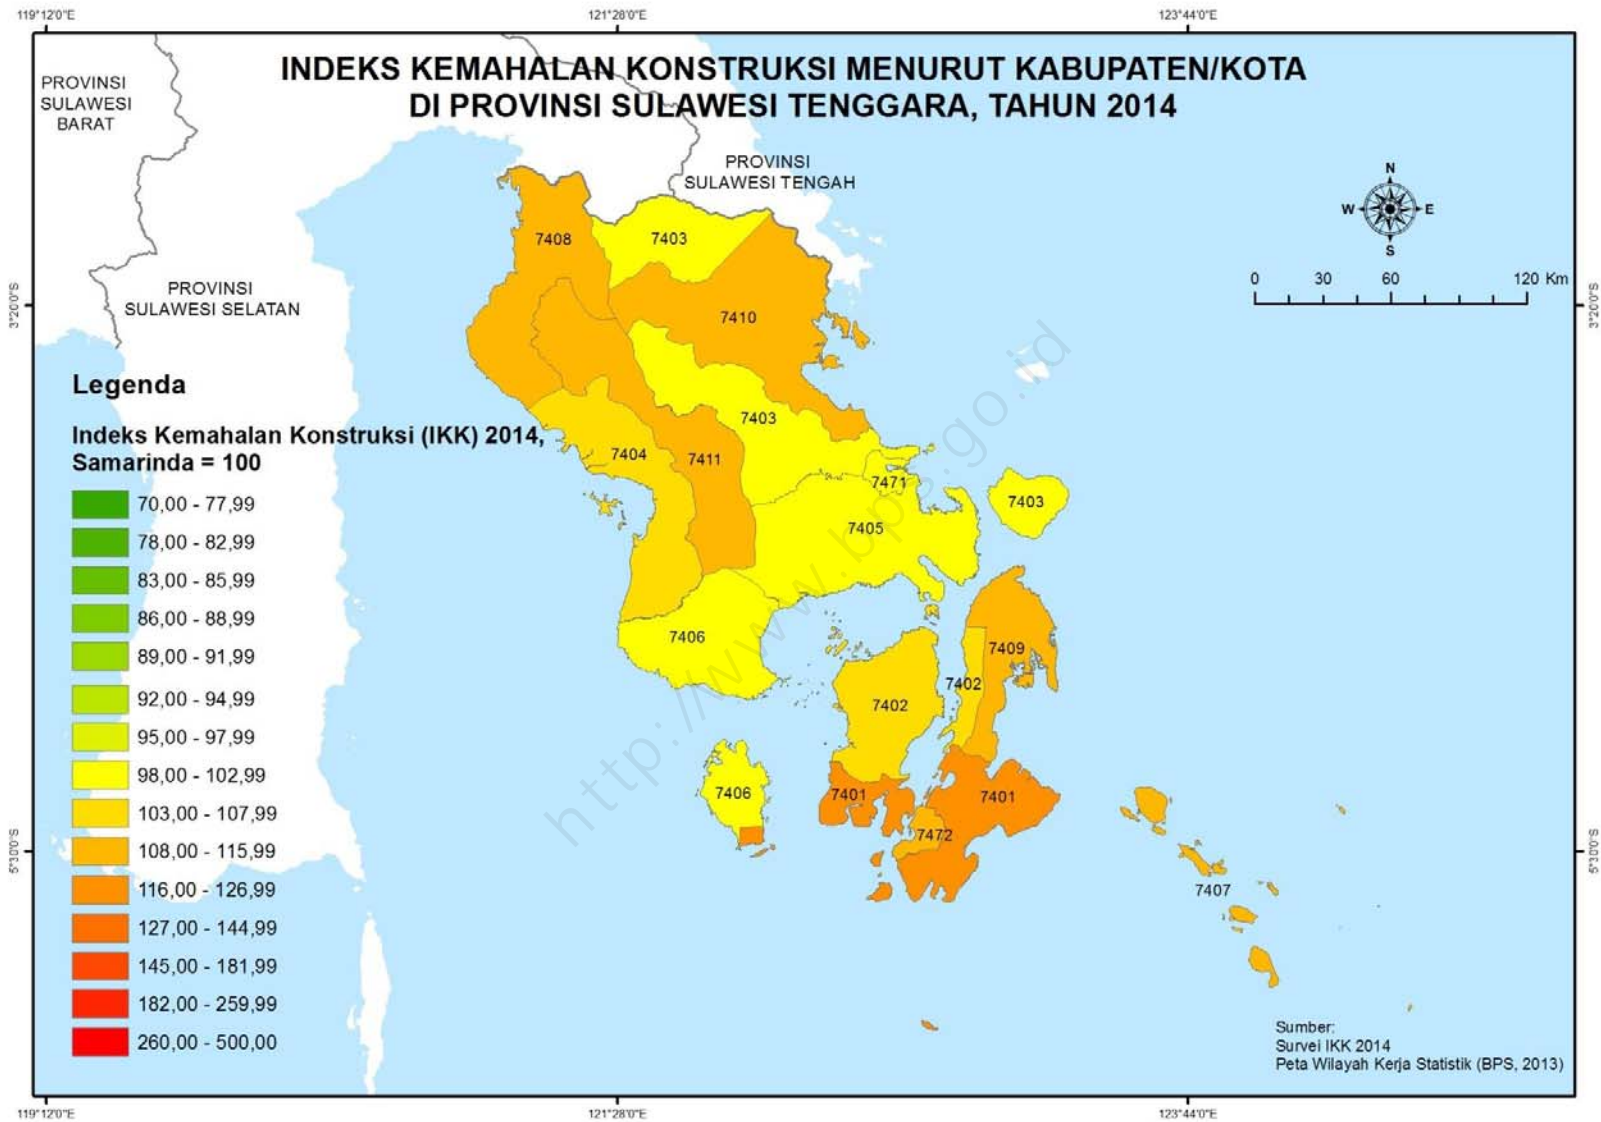 119°12'0"E
121°28'0"E
123°44'0"E
INDEKS KEMAHALAN KONSTRUKSI MENURUT KABUPATEN/KOTA
DI PROVINSI SULAWESI TENGGARA, TAHUN 2014
PROVINSI
SULAWESI
BARAT
PROVINSI
SULAWESI TENGAH
N
W
E
S
0 30 60 120 Km
3°20'0"S
3°20'0"S
PROVINSI
SULAWESI SELATAN
7408
7403
7410
7403
7404
7411
7471
7403
7405
7406
7409
7402
7402
7406
7401
7401
7472
7407
http://www.bps.go.id
Legenda
Indeks Kemahalan Konstruksi (IKK) 2014,
Samarinda = 100
70,00 - 77,99
78,00 - 82,99
83,00 - 85,99
86,00 - 88,99
89,00 - 91,99
92,00 - 94,99
95,00 - 97,99
98,00 - 102,99
103,00 - 107,99
108,00 - 115,99
116,00 - 126,99
127,00 - 144,99
145,00 - 181,99
182,00 - 259,99
260,00 - 500,00
5°30'0"S
5°30'0"S
Sumber:
Survei IKK 2014
Peta Wilayah Kerja Statistik (BPS, 2013)
119°12'0"E
121°28'0"E
123°44'0"E